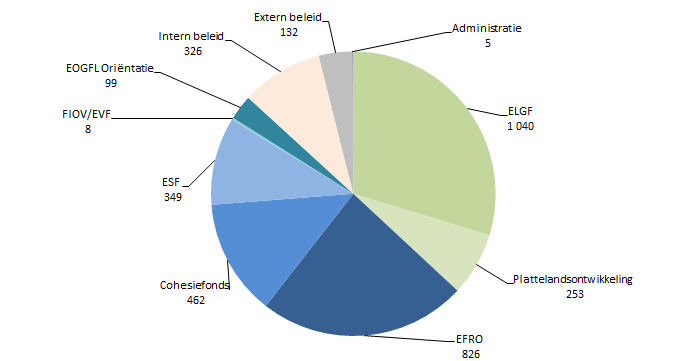 Extern beleid
132
Administratie
5
Intern beleid
326
EOGFL Oriëntatie
99
ELGF
1 040
FIOV/EVF
8
ESF
349
Plattelandsontwikkeling
253
Cohesiefonds
462
EFRO
826